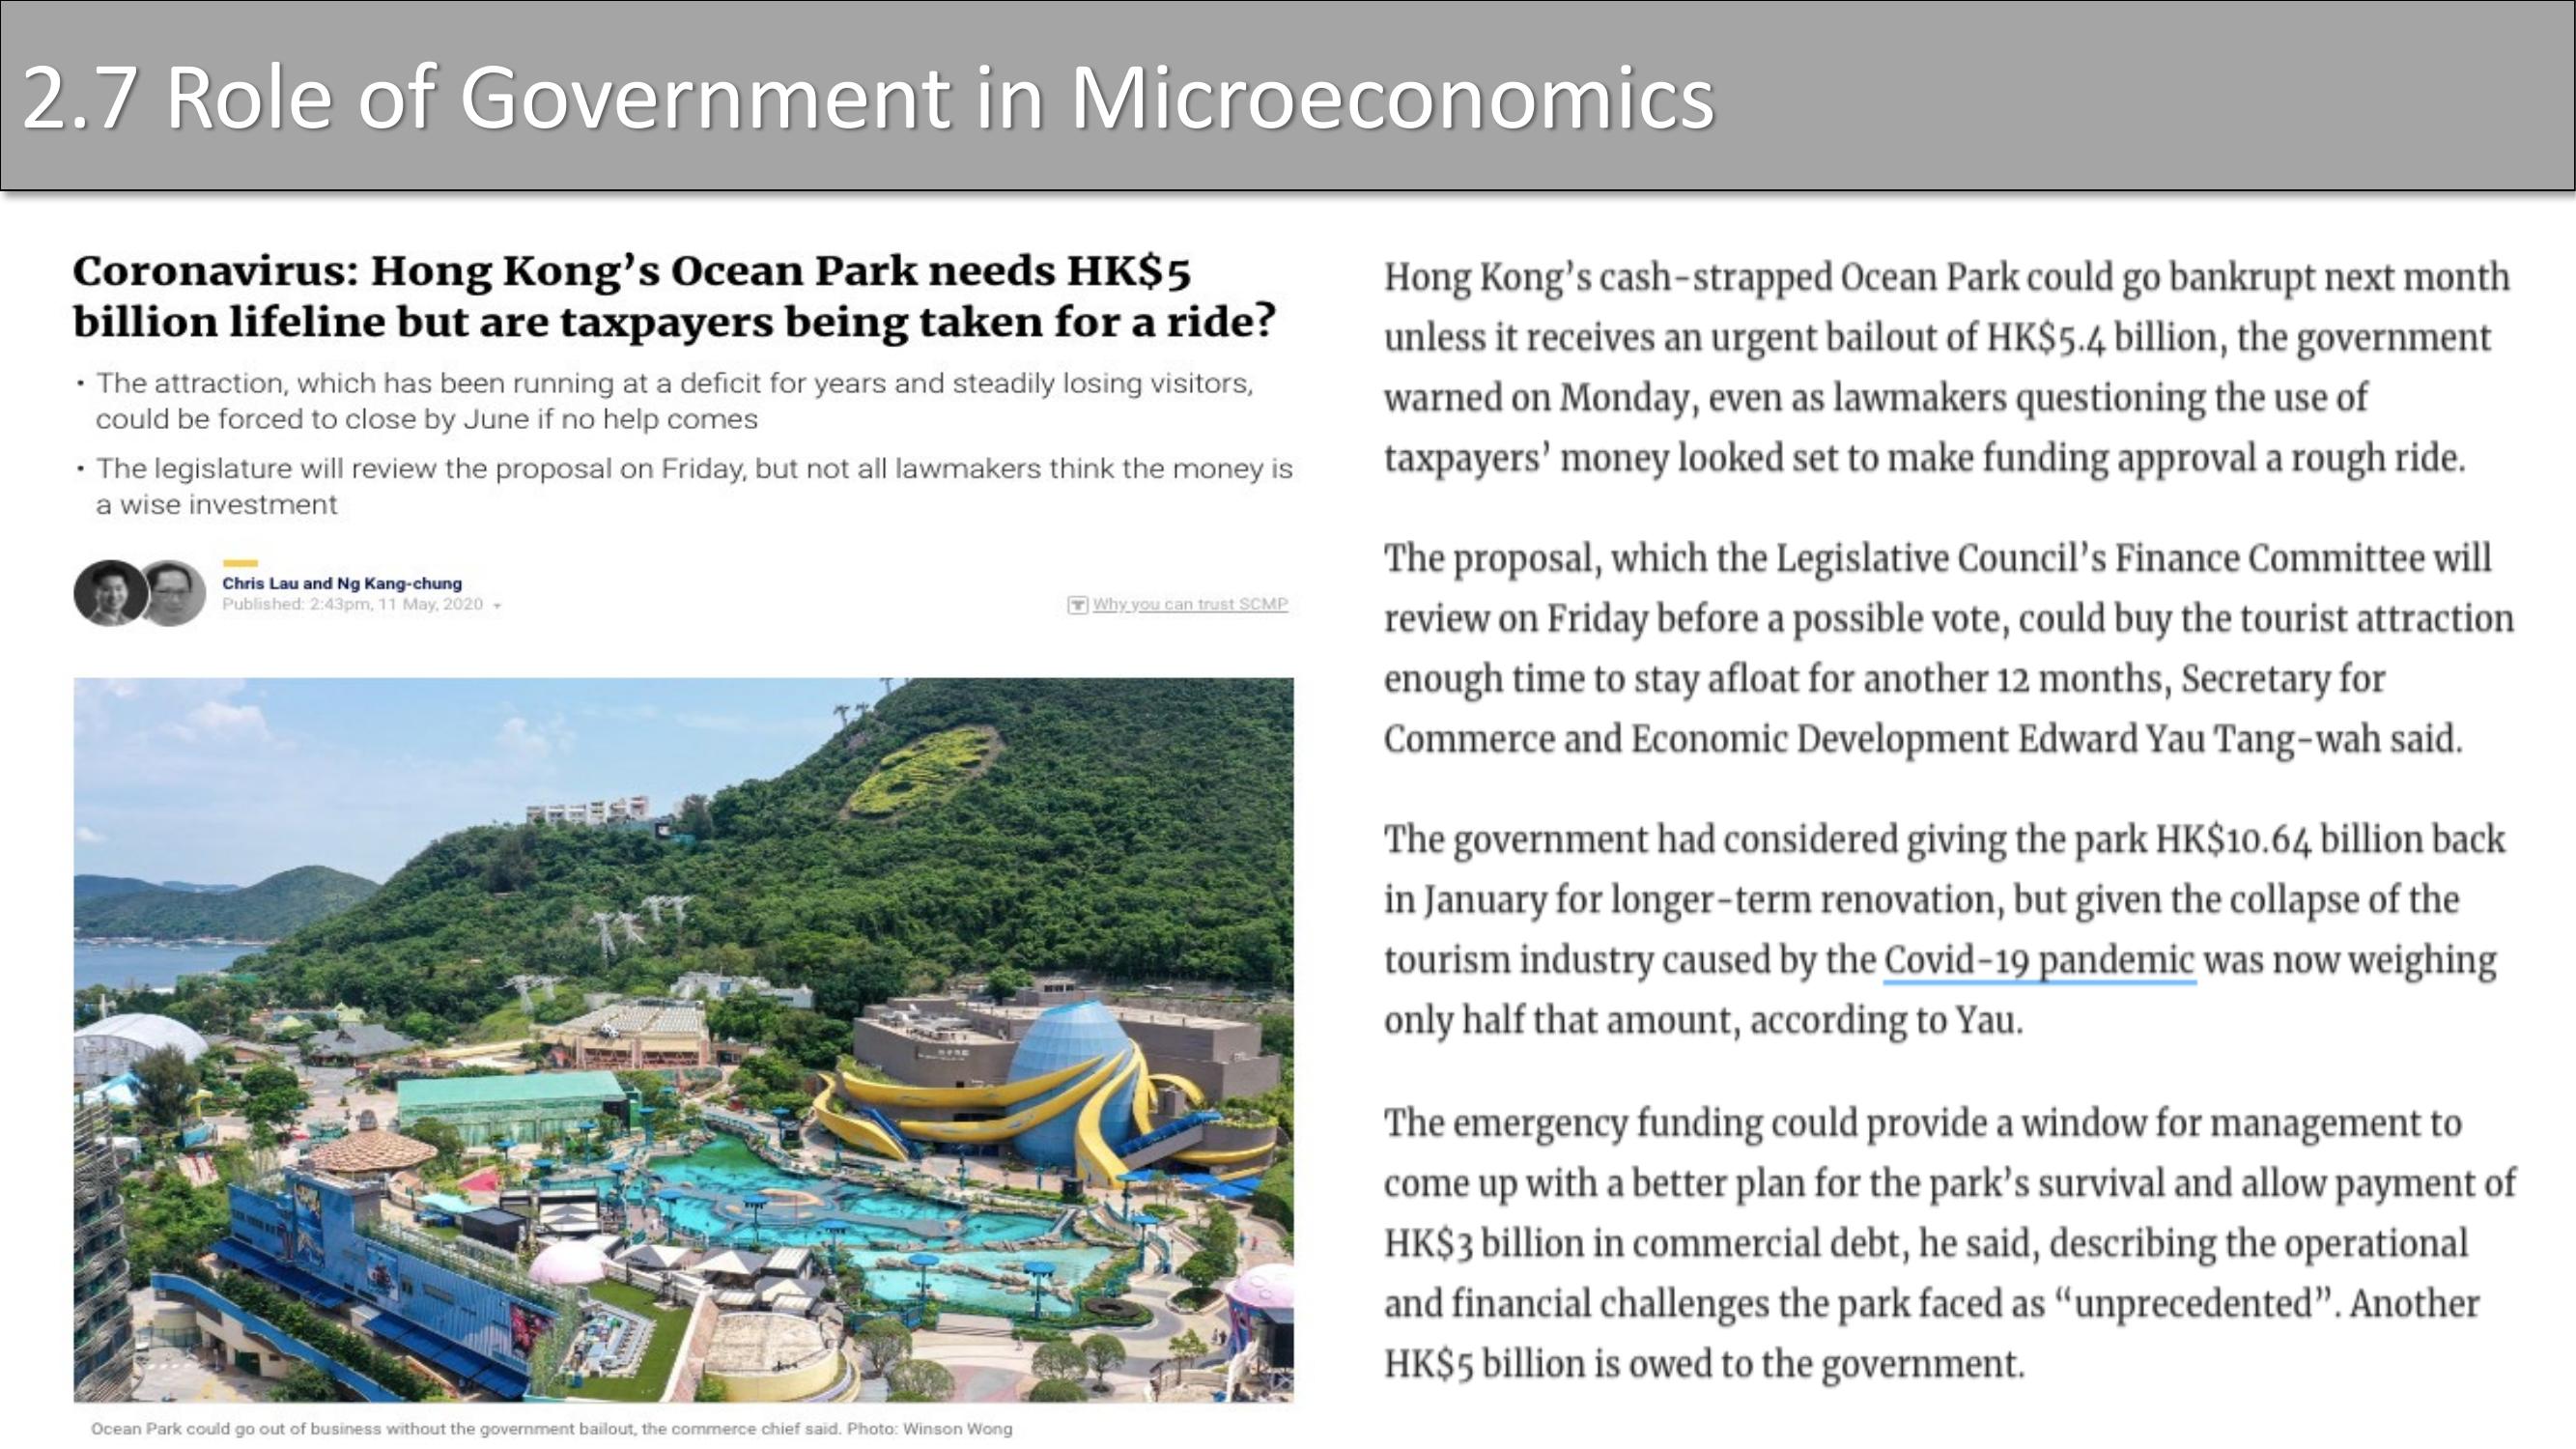 2.7 Role of Government in Microeconomics
Coronavirus: Hong Kong’s Ocean Park needs HK$5
billion lifeline but are taxpayers being taken for a ride?
• The attraction, which has been running at a deficit for years and steadily losing visitors,
could be forced to close by June if no help comes
• The legislature will review the proposal on Friday, but not all lawmakers think the money is
a wise investment
Chris Lau and Ng Kang-chung
Published: 2:43pm, 11 May, 2020
Why you can trust SCMP
Ocean Park could go out of business without the government bailout, the commerce chief said. Photo: Winson Wong
Hong Kong’s cash-strapped Ocean Park could go bankrupt next month
unless it receives an urgent bailout of HK$5.4 billion, the government
warned on Monday, even as lawmakers questioning the use of
taxpayers’ money looked set to make funding approval a rough ride.
The proposal, which the Legislative Council’s Finance Committee will
review on Friday before a possible vote, could buy the tourist attraction
enough time to stay afloat for another 12 months, Secretary for
Commerce and Economic Development Edward Yau Tang-wah said.
The government had considered giving the park HK$10.64 billion back
in January for longer-term renovation, but given the collapse of the
tourism industry caused by the Covid-19 pandemic was now weighing
only half that amount, according to Yau.
The emergency funding could provide a window for management to
come up with a better plan for the park’s survival and allow payment of
HK$3 billion in commercial debt, he said, describing the operational
and financial challenges the park faced as “unprecedented”. Another
HK$5 billion is owed to the government.